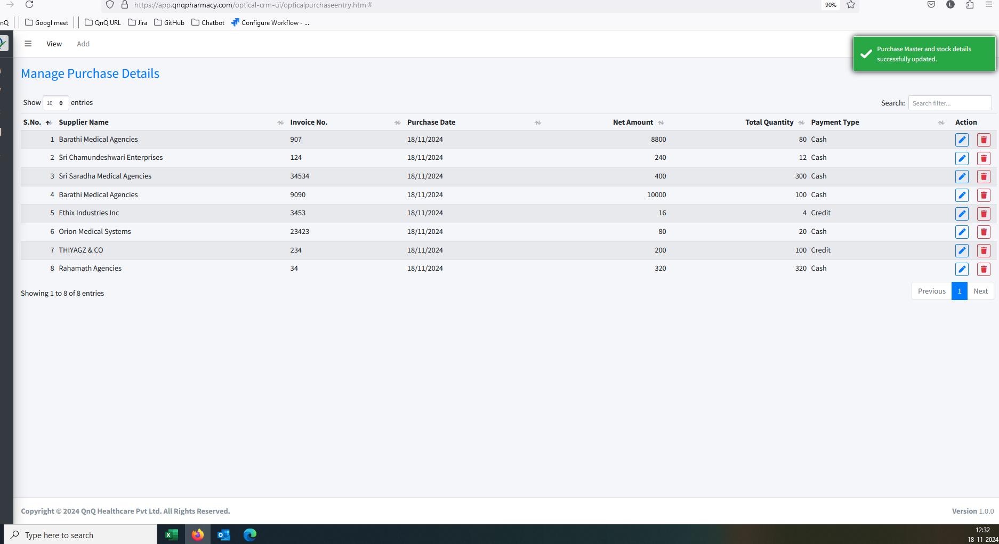 https://app.qnqpharmacy.com/optical-crm-ui/opticalpurchaseentry.html# 90% L
nQ Googl meet QnQ URL Jira GitHub Chatbot Configure Workflow - ...
View Add
Purchase Master and stock details
successfully updated.
Manage Purchase Details
Show 10 entries Search: Search filter...
S.No. Supplier Name Invoice No. Purchase Date Net Amount Total Quantity Payment Type Action
1 Barathi Medical Agencies 907 18/11/2024 8800 80 Cash
2 Sri Chamundeshwari Enterprises 124 18/11/2024 240 12 Cash
3 Sri Saradha Medical Agencies 34534 18/11/2024 400 300 Cash
4 Barathi Medical Agencies 9090 18/11/2024 10000 100 Cash
5 Ethix Industries Inc 3453 18/11/2024 16 4 Credit
6 Orion Medical Systems 23423 18/11/2024 80 20 Cash
7 THIYAGZ & CO 234 18/11/2024 200 100 Credit
8 Rahamath Agencies 34 18/11/2024 320 320 Cash
Showing 1 to 8 of 8 entries Previous 1 Next
Copyright © 2024 QnQ Healthcare Pvt Ltd. All Rights Reserved. Version 1.0.0
Type here to search
12:32
18-11-2024